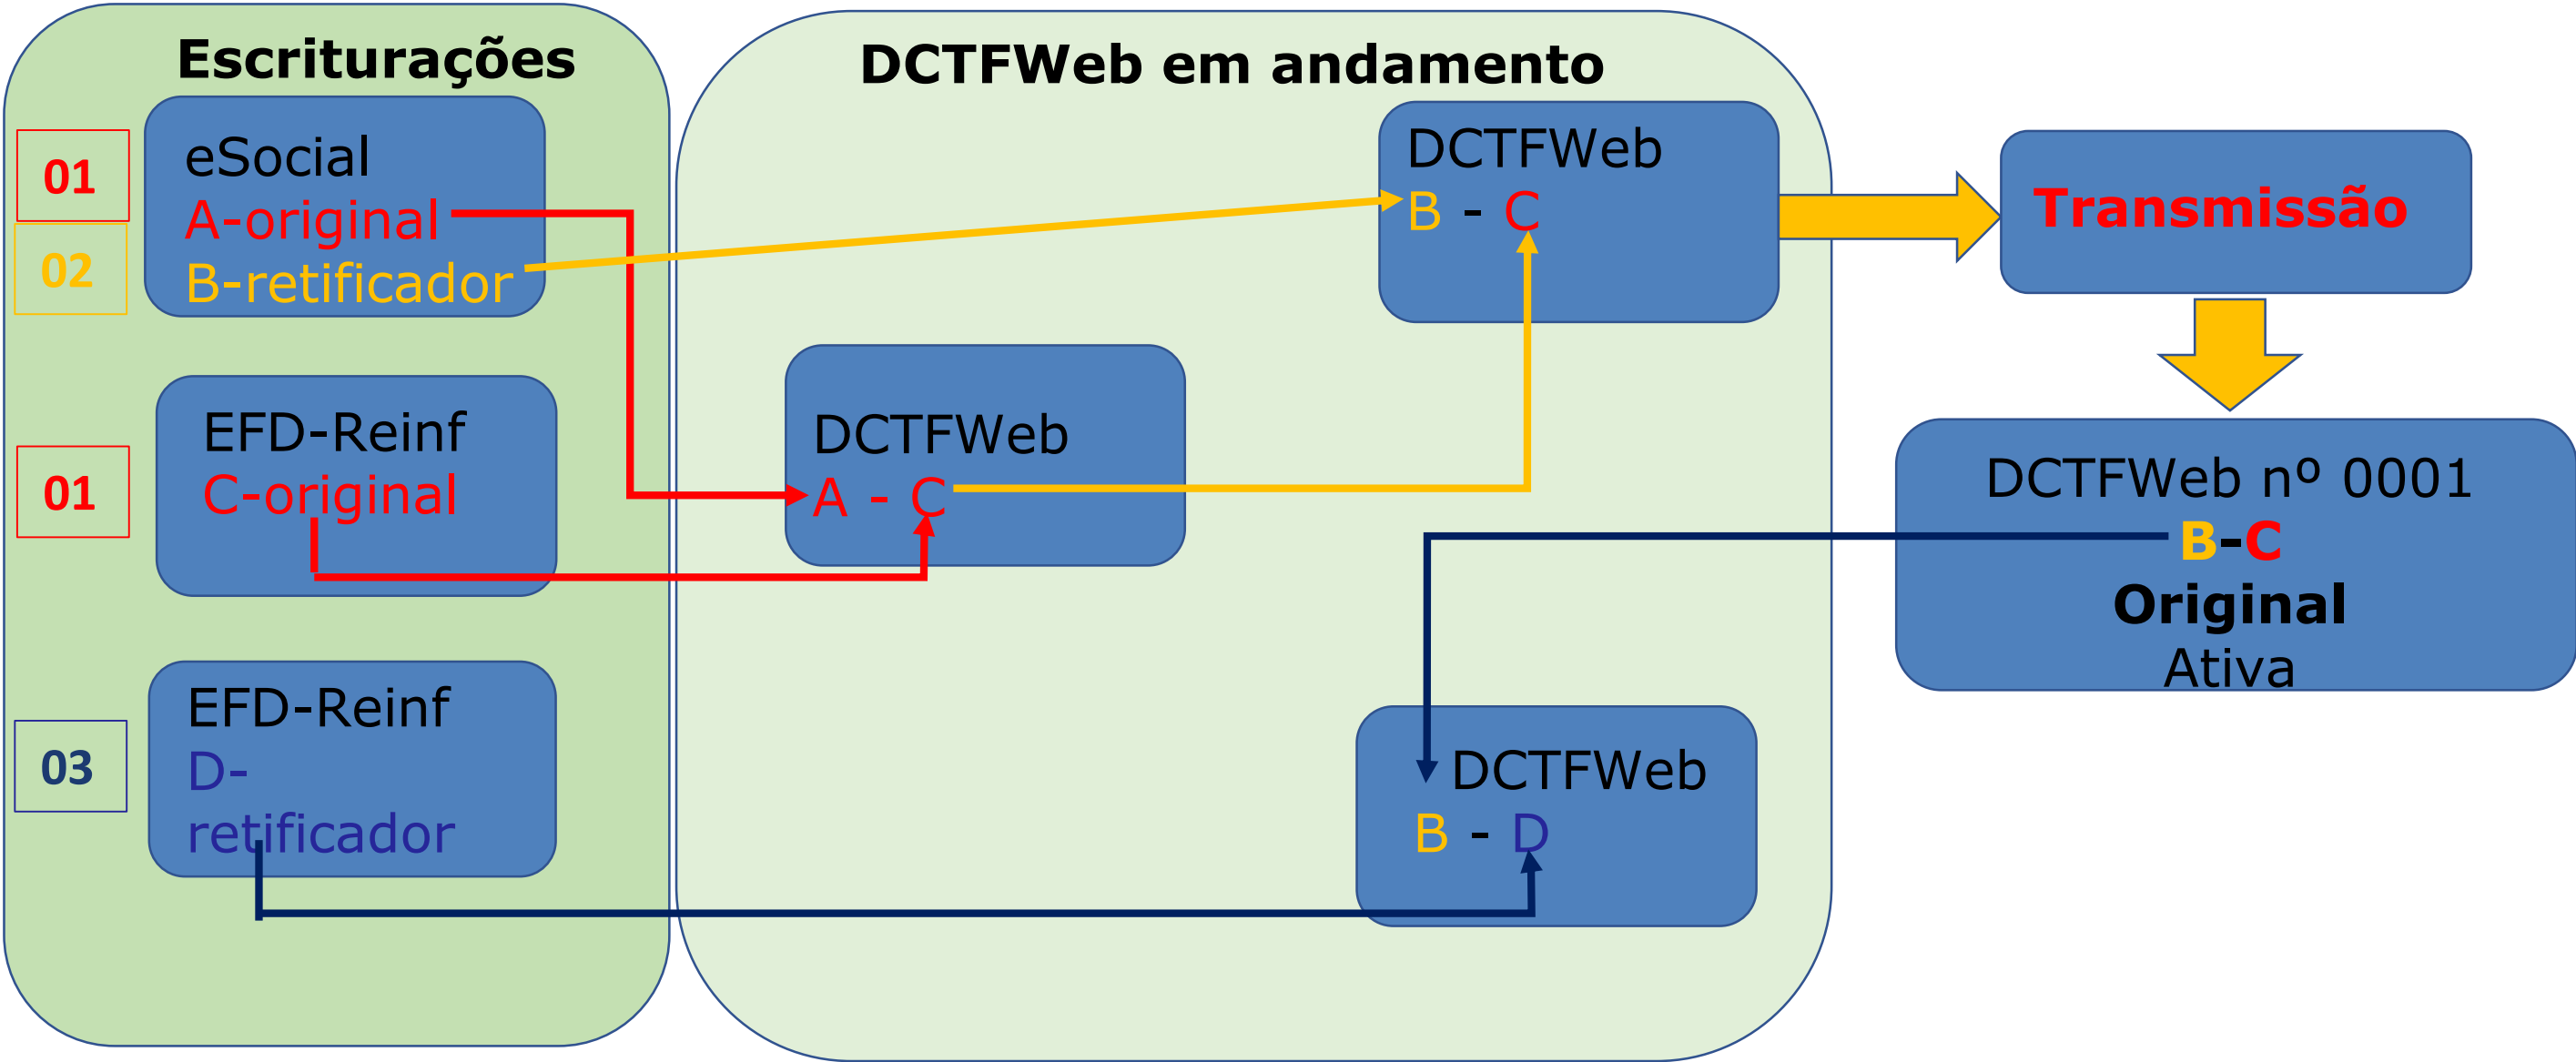 Escriturações
01
02
eSocial
A-original
B-retificador
01
EFD-Reinf
C-original
03
EFD-Reinf
D-
retificador
DCTFWeb em andamento
DCTFWeb
B - C
DCTFWeb
A - C
DCTFWeb
B - D
Transmissão
DCTFWeb nº 0001
B-C
Original
Ativa